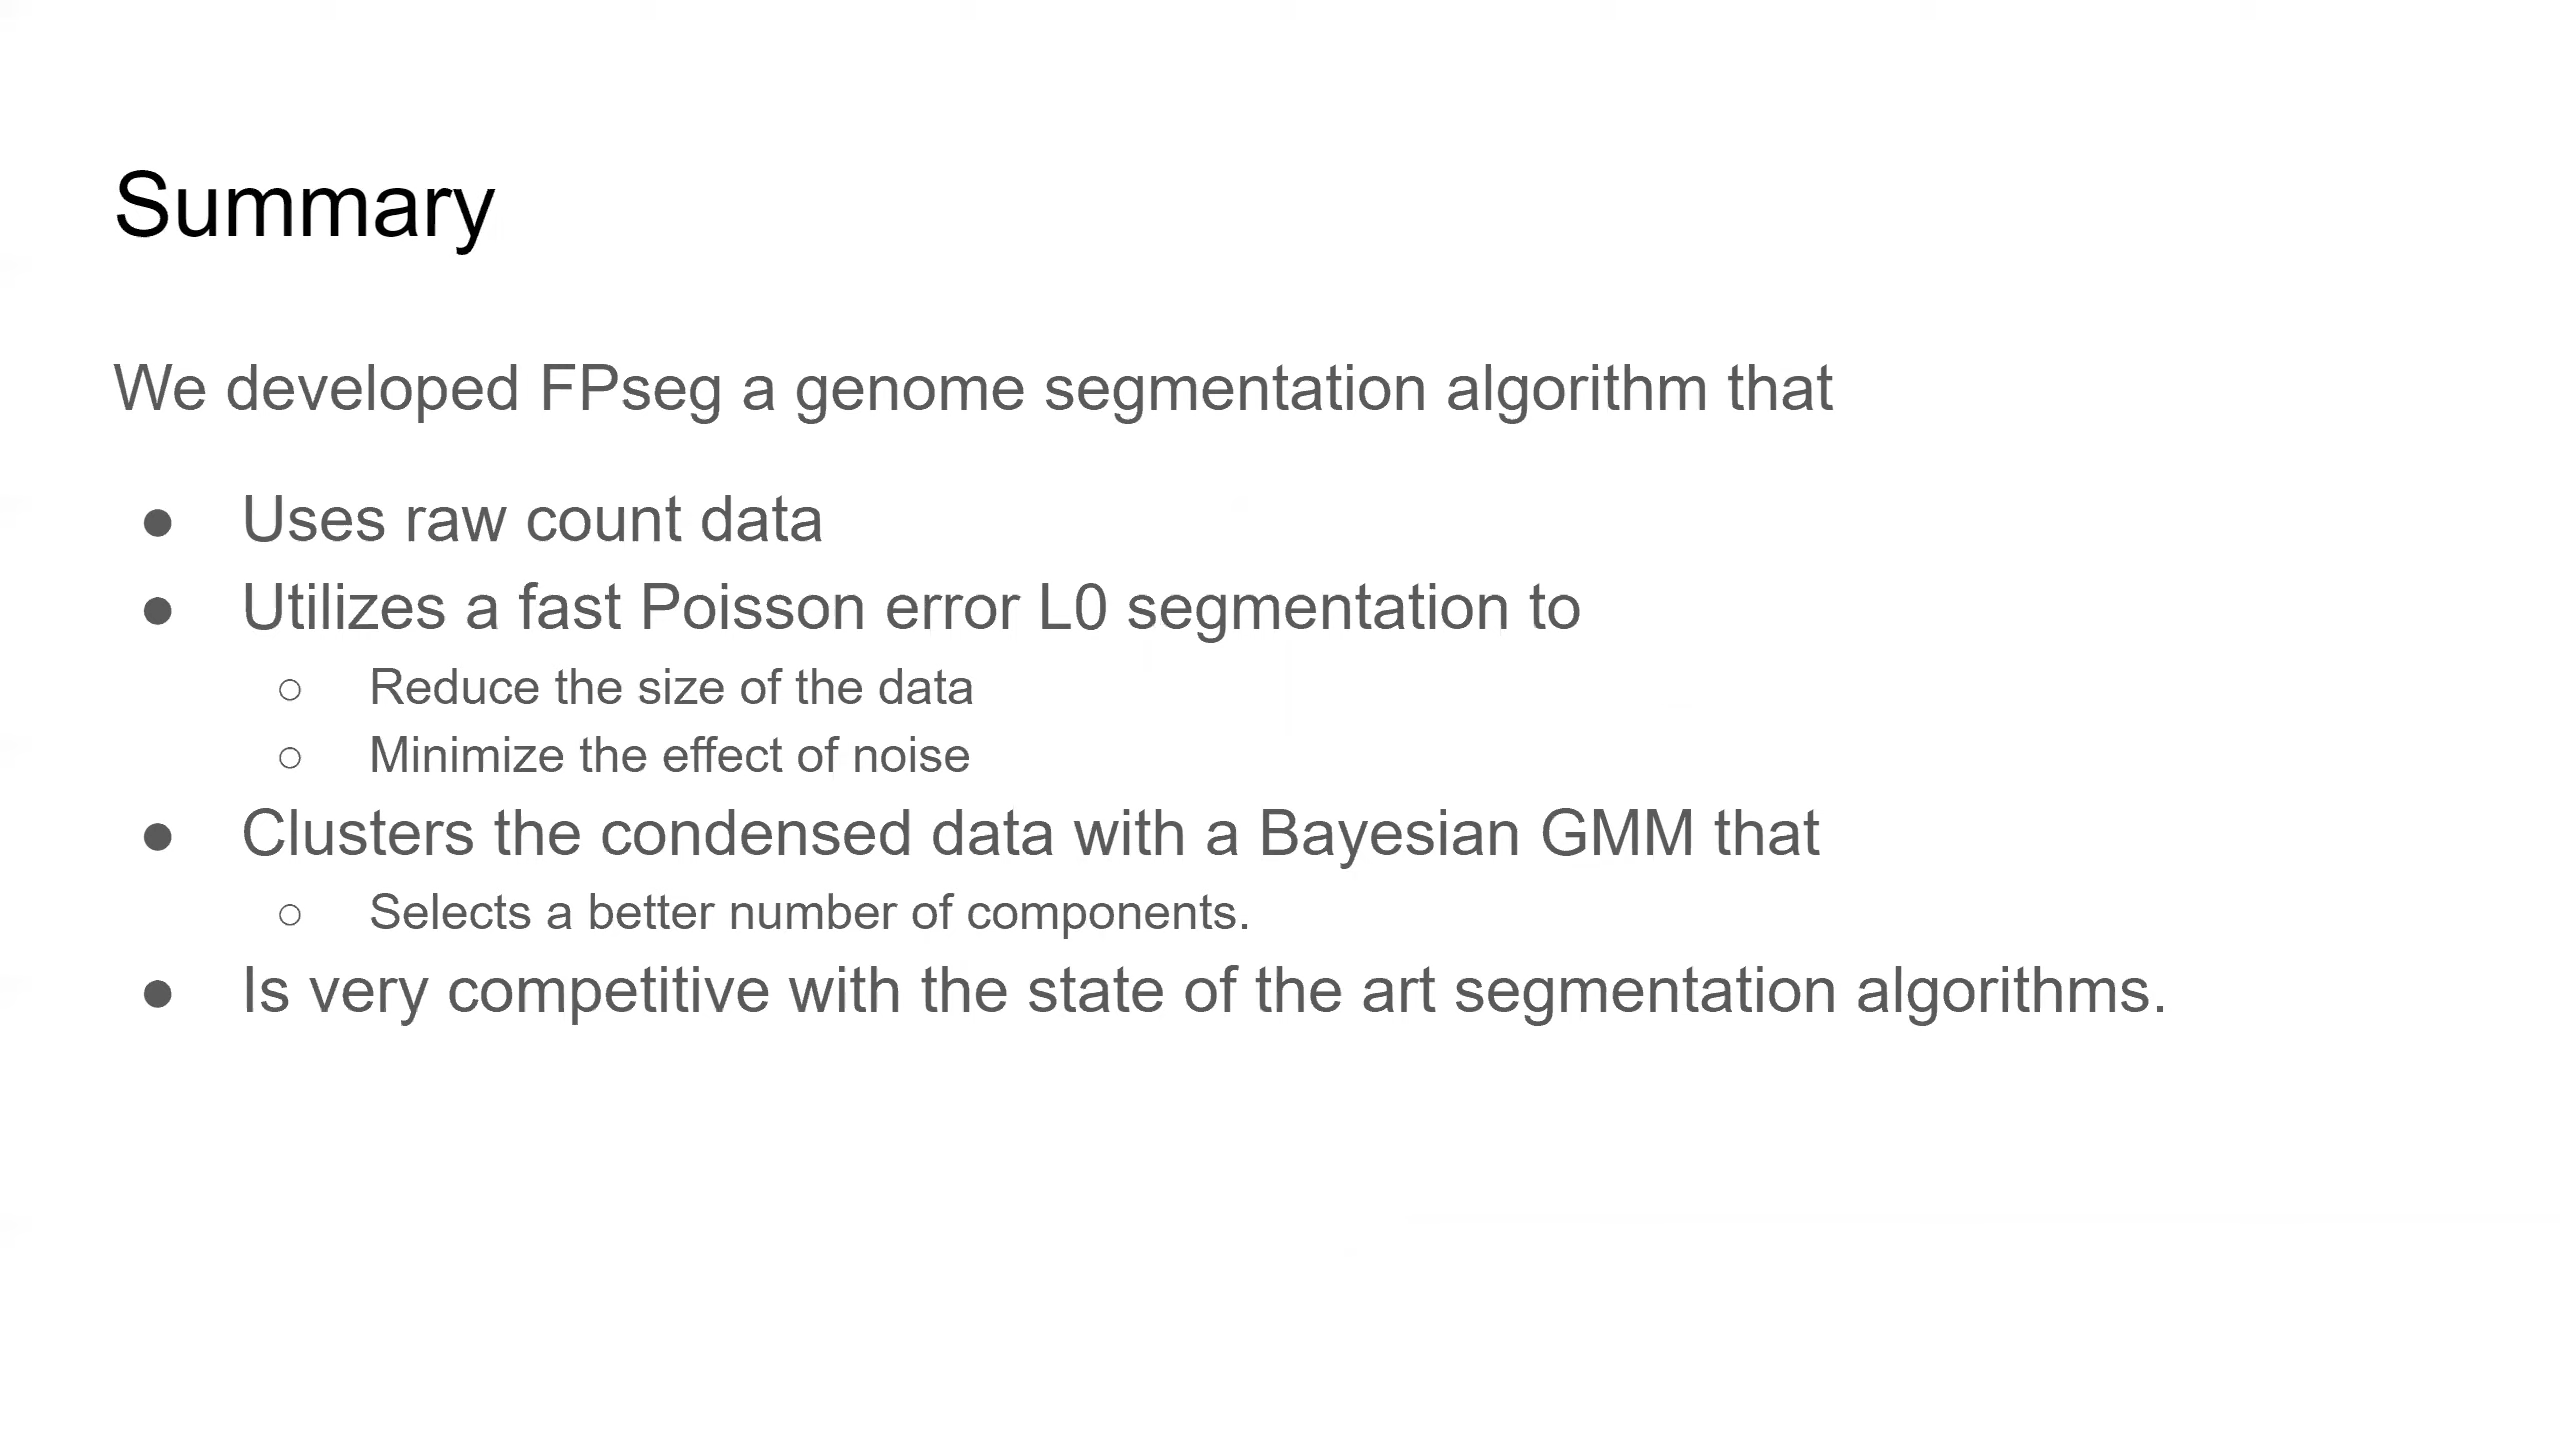 Summary
We developed FPseg a genome segmentation algorithm that
● Uses raw count data
● Utilizes a fast Poisson error L0 segmentation to
○ Reduce the size of the data
○ Minimize the effect of noise
● Clusters the condensed data with a Bayesian GMM that
○ Selects a better number of components.
● Is very competitive with the state of the art segmentation algorithms.